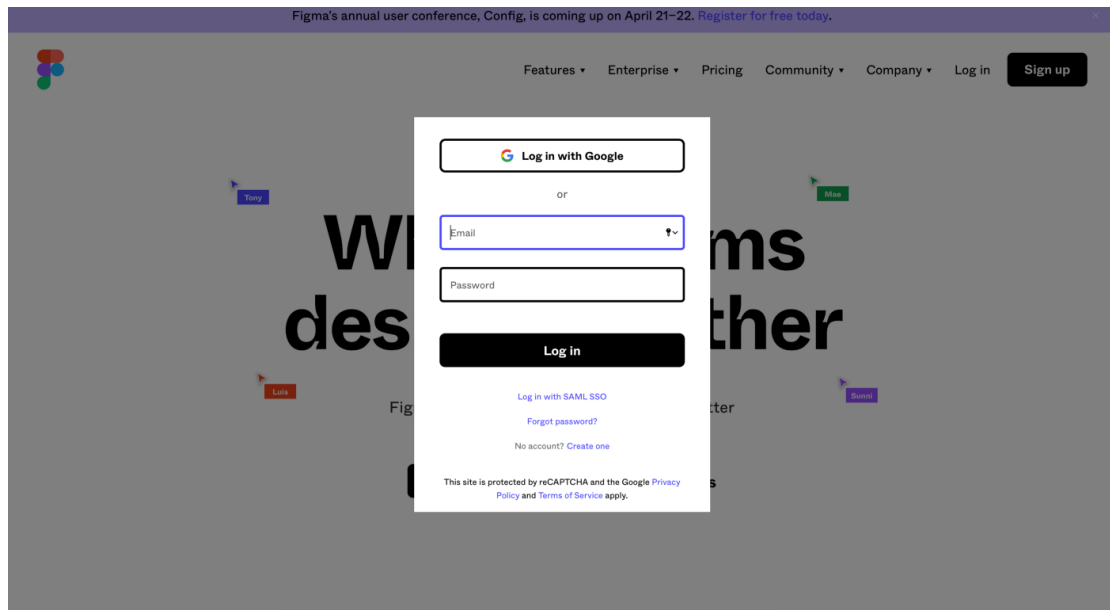 Figma's annual user conference, Config, is coming up on April 21–22. Register for free today.
Features Enterprise Pricing Community Company Log in Sign up
Log in with Google
or
Tony
Mae
Email
Password
Log in
Luis
Sunni
Log in with SAML SSO
Forgot password?
No account? Create one
This site is protected by reCAPTCHA and the Google Privacy
Policy and Terms of Service apply.